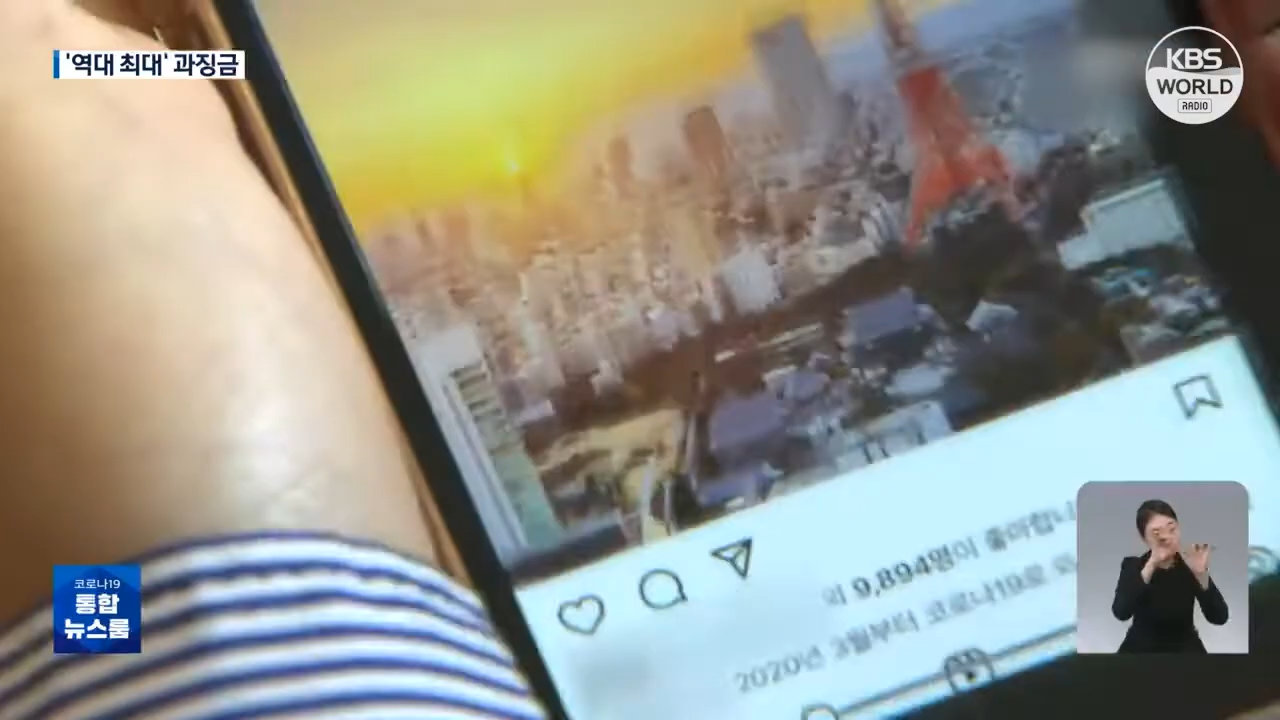 '역대 최대' 과징금
KBS
WORLD
RADIO
외 9,894명이 좋아합니
2020년 3월부터 코로나19로
코로나19
통합
뉴스룸